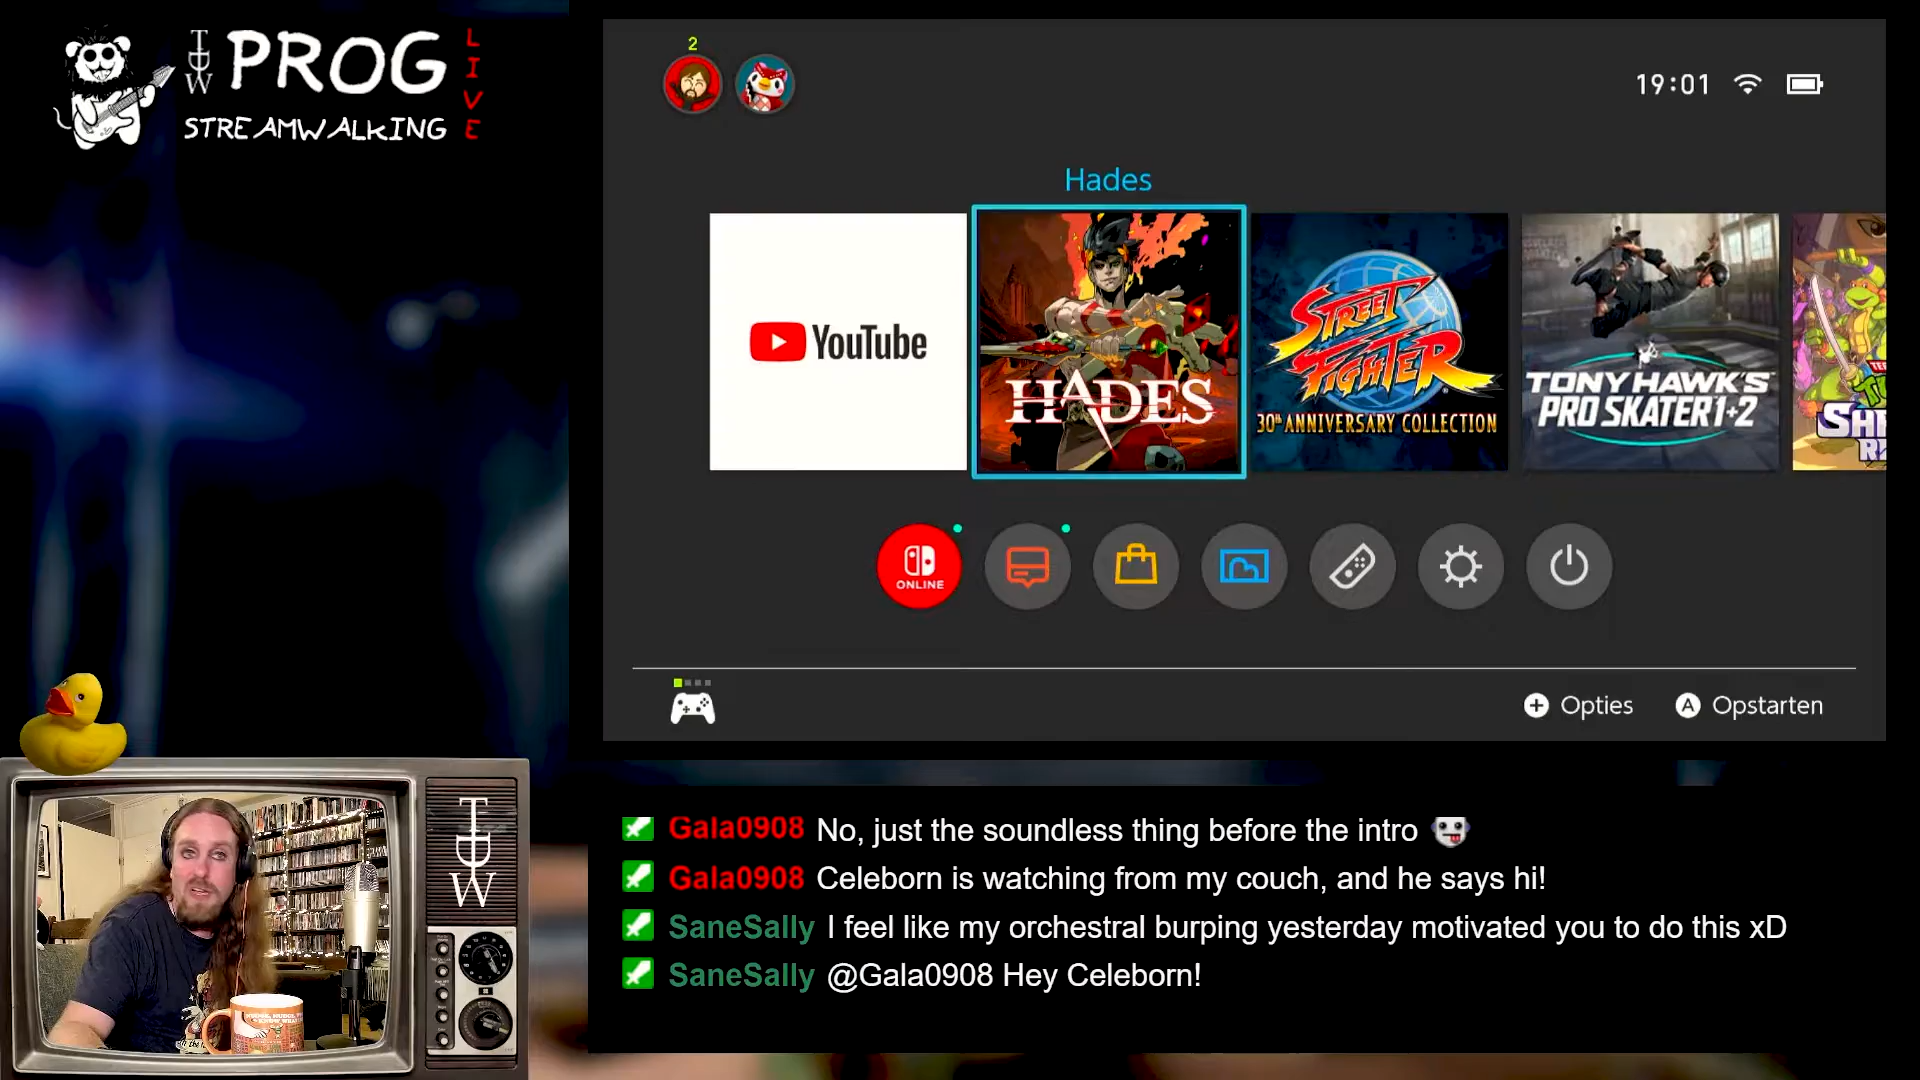 TDW PROG LIVE
STREAMWALKING
2
19:01
Hades
YouTube
HADES
STREET FIGHTER
30th ANNIVERSARY COLLECTION
TONY HAWK'S
PRO SKATER 1+2
ONLINE
Opties
Opstarten
Gala0908 No, just the soundless thing before the intro
Gala0908 Celeborn is watching from my couch, and he says hi!
SaneSally I feel like my orchestral burping yesterday motivated you to do this xD
SaneSally @Gala0908 Hey Celeborn!
TDW